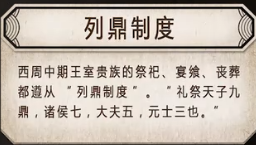 列鼎制度
西周中期王室贵族的祭祀、宴飨、丧葬
都遵从“列鼎制度”。“礼祭天子九
鼎，诸侯七，大夫五，元士三也。”